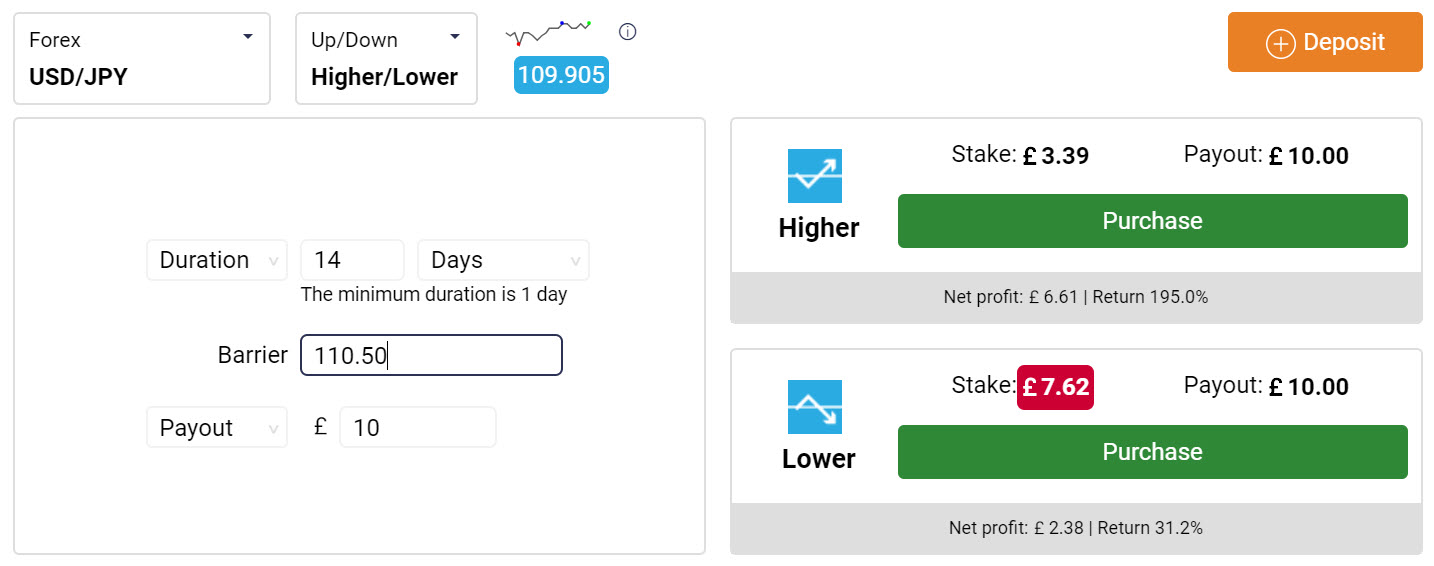 Forex
USD/JPY
Up/Down
Higher/Lower
109.905
Deposit
Duration 14 Days
The minimum duration is 1 day
Barrier 110.50
Payout £ 10
Higher
Stake: £ 3.39 Payout: £ 10.00
Purchase
Net profit: £ 6.61 | Return 195.0%
Lower
Stake: £ 7.62 Payout: £ 10.00
Purchase
Net profit: £ 2.38 | Return 31.2%